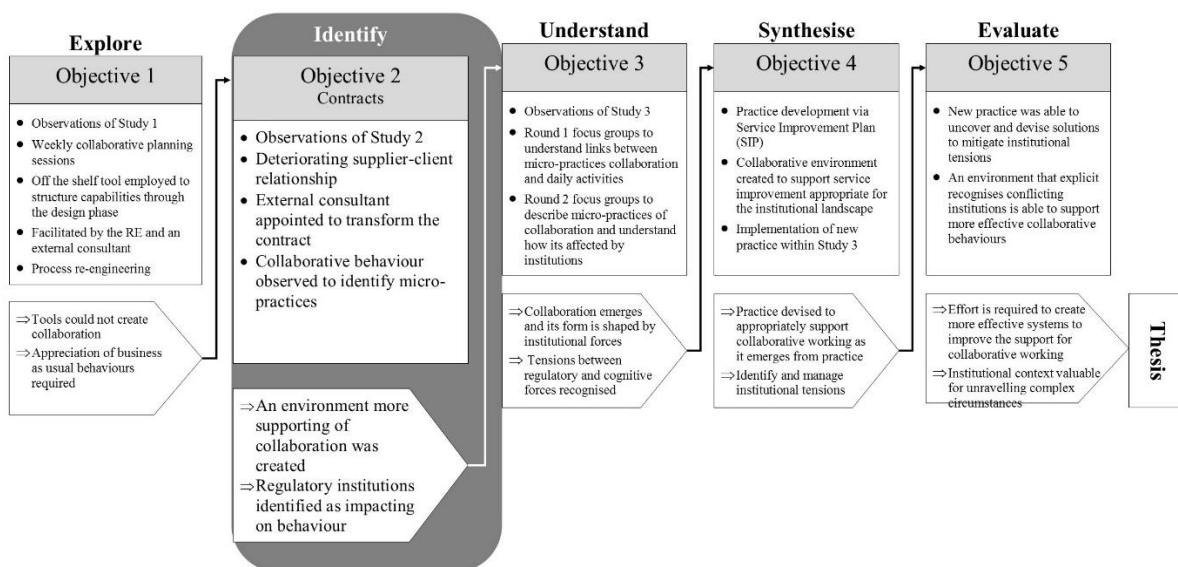 Explore
Objective 1
● Observations of Study 1
● Weekly collaborative planning
sessions
● Off the shelf tool employed to
structure capabilities through
the design phase
● Facilitated by the RE and an
external consultant
● Process re-engineering
⇒Tools could not create
collaboration
⇒Appreciation of business
as usual behaviours
required
Identify
Objective 2
Contracts
● Observations of Study 2
● Deteriorating supplier-client
relationship
● External consultant
appointed to transform the
contract
● Collaborative behaviour
observed to identify micro-
practices
⇒An environment more
supporting of
collaboration was
created
⇒Regulatory institutions
identified as impacting
on behaviour
Understand
Objective 3
● Observations of Study 3
● Round 1 focus groups to
understand links between
micro-practices collaboration
and daily activities
● Round 2 focus groups to
describe micro-practices of
collaboration and understand
how its affected by
institutions
⇒Collaboration emerges
and its form is shaped by
institutional forces
⇒ Tensions between
regulatory and cognitive
forces recognised
Synthesise
Objective 4
● Practice development via
Service Improvement Plan
(SIP)
● Collaborative environment
created to support service
improvement appropriate for
the institutional landscape
● Implementation of new
practice within Study 3
⇒Practice devised to
appropriately support
collaborative working as
it emerges from practice
⇒ Identify and manage
institutional tensions
Evaluate
Objective 5
● New practice was able to
uncover and devise solutions
to mitigate institutional
tensions
● An environment that explicit
recognises conflicting
institutions is able to support
more effective collaborative
behaviours
⇒Effort is required to create
more effective systems to
improve the support for
collaborative working
⇒Institutional context valuable
for unravelling complex
circumstances
Thesis